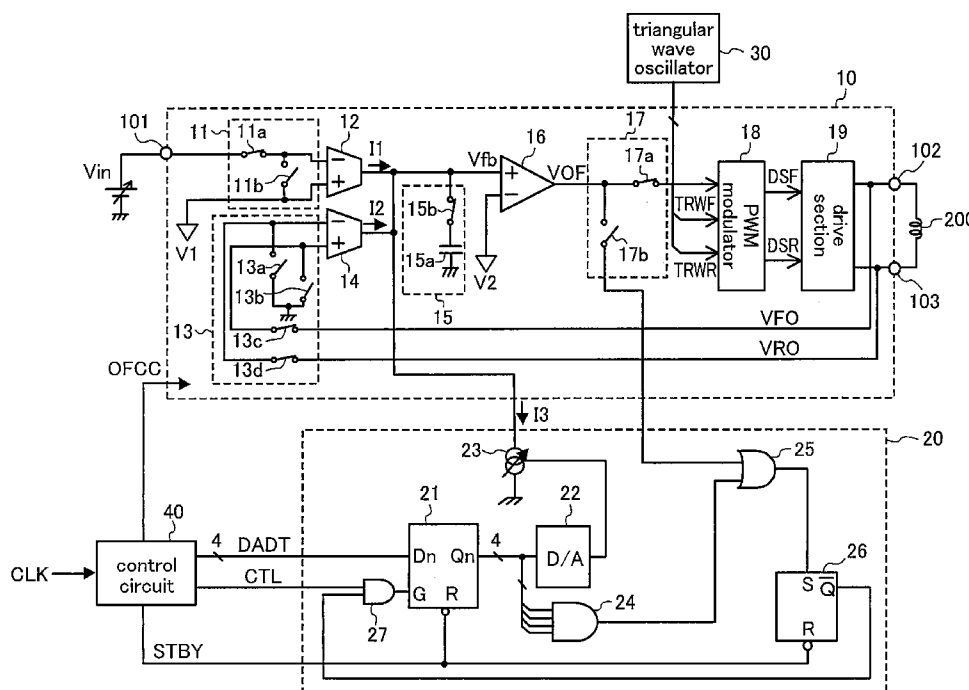 triangular
wave
oscillator
30
10
101
11
11a
12
I1
Vin
11b
V1
I2
14
13a
13b
13
13c
13d
15b
15a
15
Vfb
16
V2
VOF
17
17a
17b
TRWF
TRWR
18
PWM
modulator
DSF
DSR
19
drive
section
102
200
103
VFO
VRO
OFCC
I3
20
23
25
40
21
22
26
CLK
control
circuit
4
DADT
Dn
Qn
4
D/A
CTL
G
R
27
24
S
Q̅
R
STBY